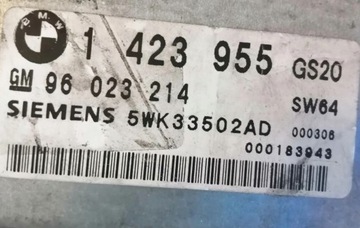 BMW
1 423 955 GS20
GM 96 023 214 SW64
SIEMENS 5WK33502AD 000306
000183943